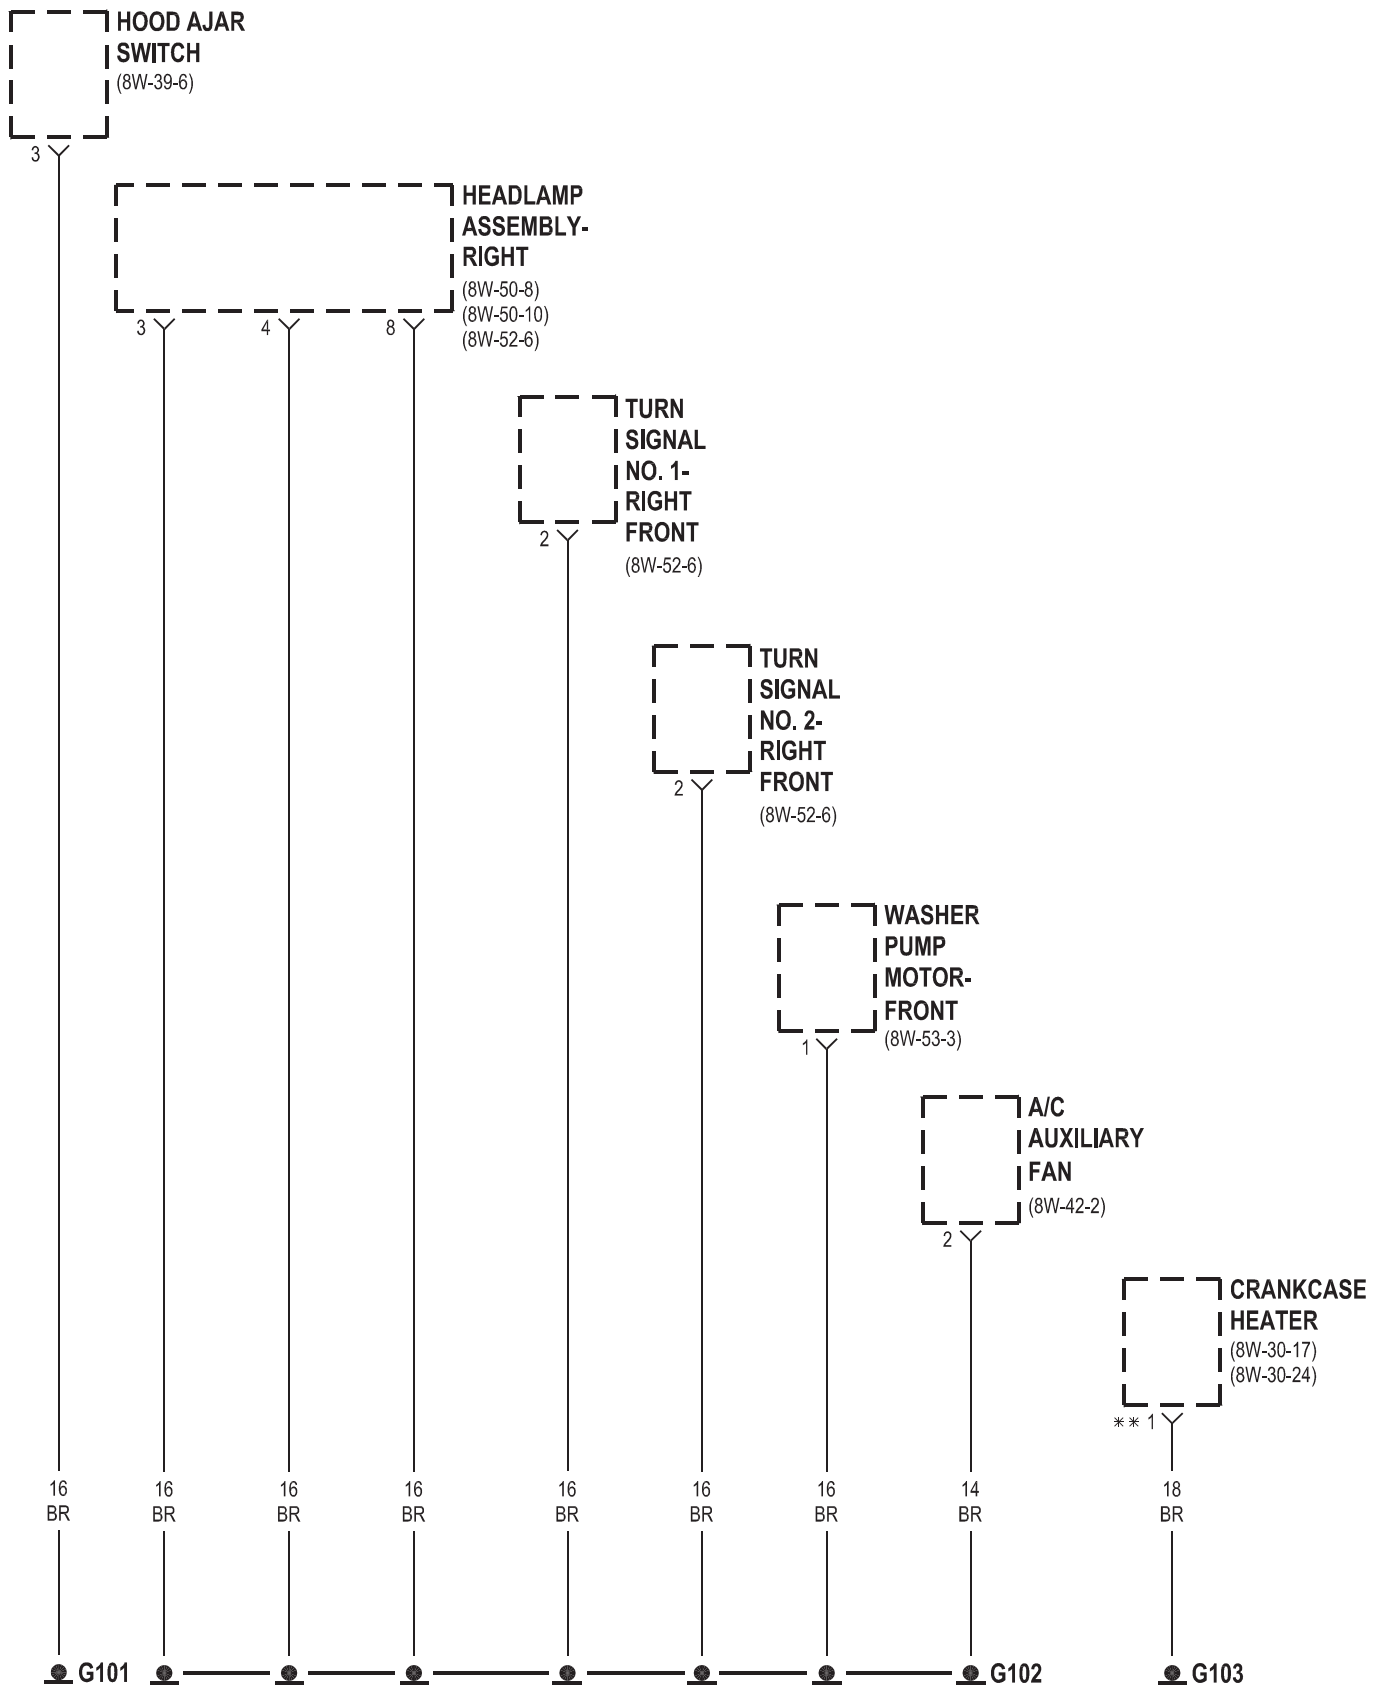 HOOD AJAR
SWITCH
(8W-39-6)
3
HEADLAMP
ASSEMBLY-
RIGHT
(8W-50-8)
(8W-50-10)
(8W-52-6)
3 4 8
TURN
SIGNAL
NO. 1-
RIGHT
FRONT
(8W-52-6)
2
TURN
SIGNAL
NO. 2-
RIGHT
FRONT
(8W-52-6)
2
WASHER
PUMP
MOTOR-
FRONT
(8W-53-3)
1
A/C
AUXILIARY
FAN
(8W-42-2)
2
CRANKCASE
HEATER
(8W-30-17)
(8W-30-24)
** 1
16 16 16 16 16 16 16 14 18
BR BR BR BR BR BR BR BR BR
G101 G102 G103